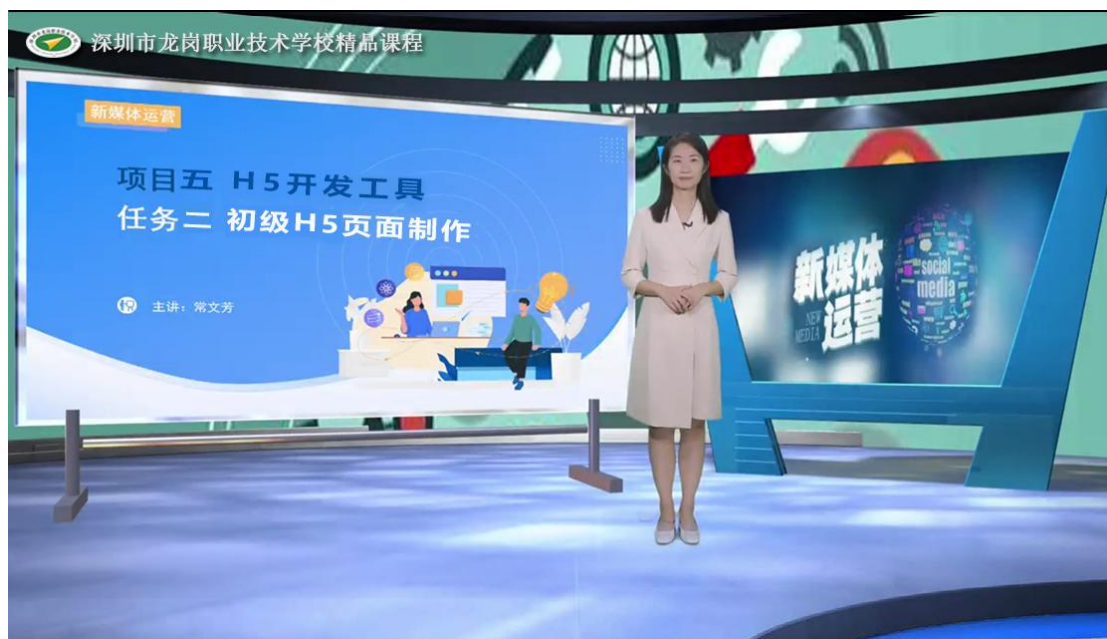 深圳市龙岗职业技术学校精品课程
新媒体运营
项目五 H5开发工具
任务二 初级H5页面制作
主讲：常文芳
新媒体
运营
NEW
MEDIA
social
media